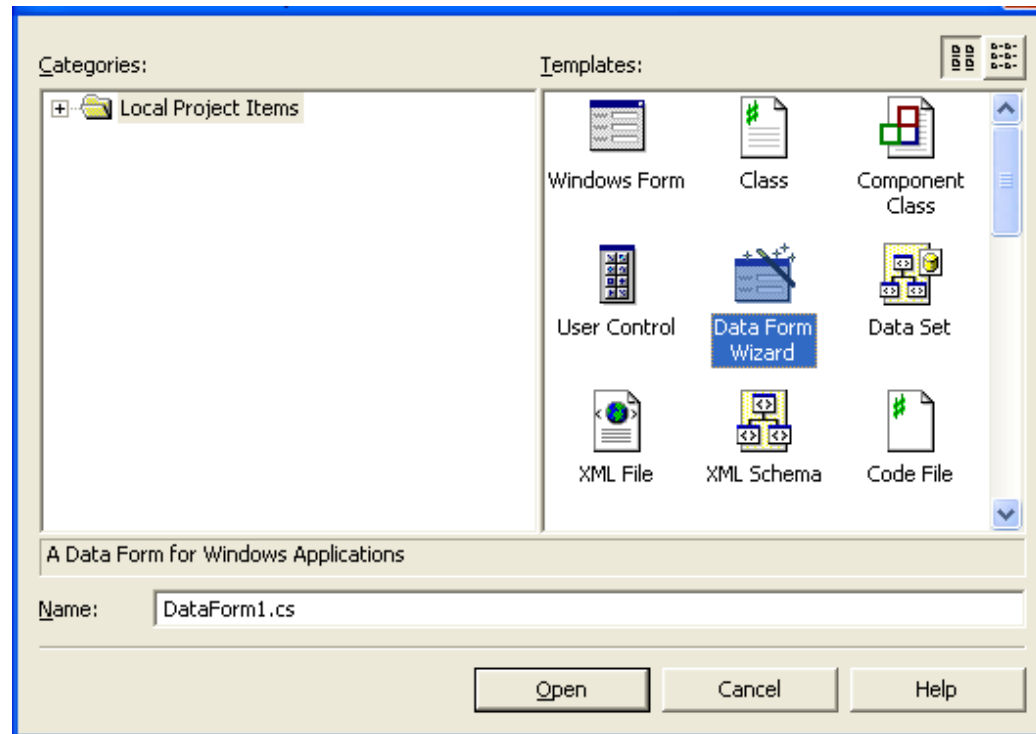 Categories:
Templates:
Local Project Items
Windows Form
Class
Component
Class
User Control
Data Form
Wizard
Data Set
XML File
XML Schema
Code File
A Data Form for Windows Applications
Name:
DataForm1.cs
Open
Cancel
Help